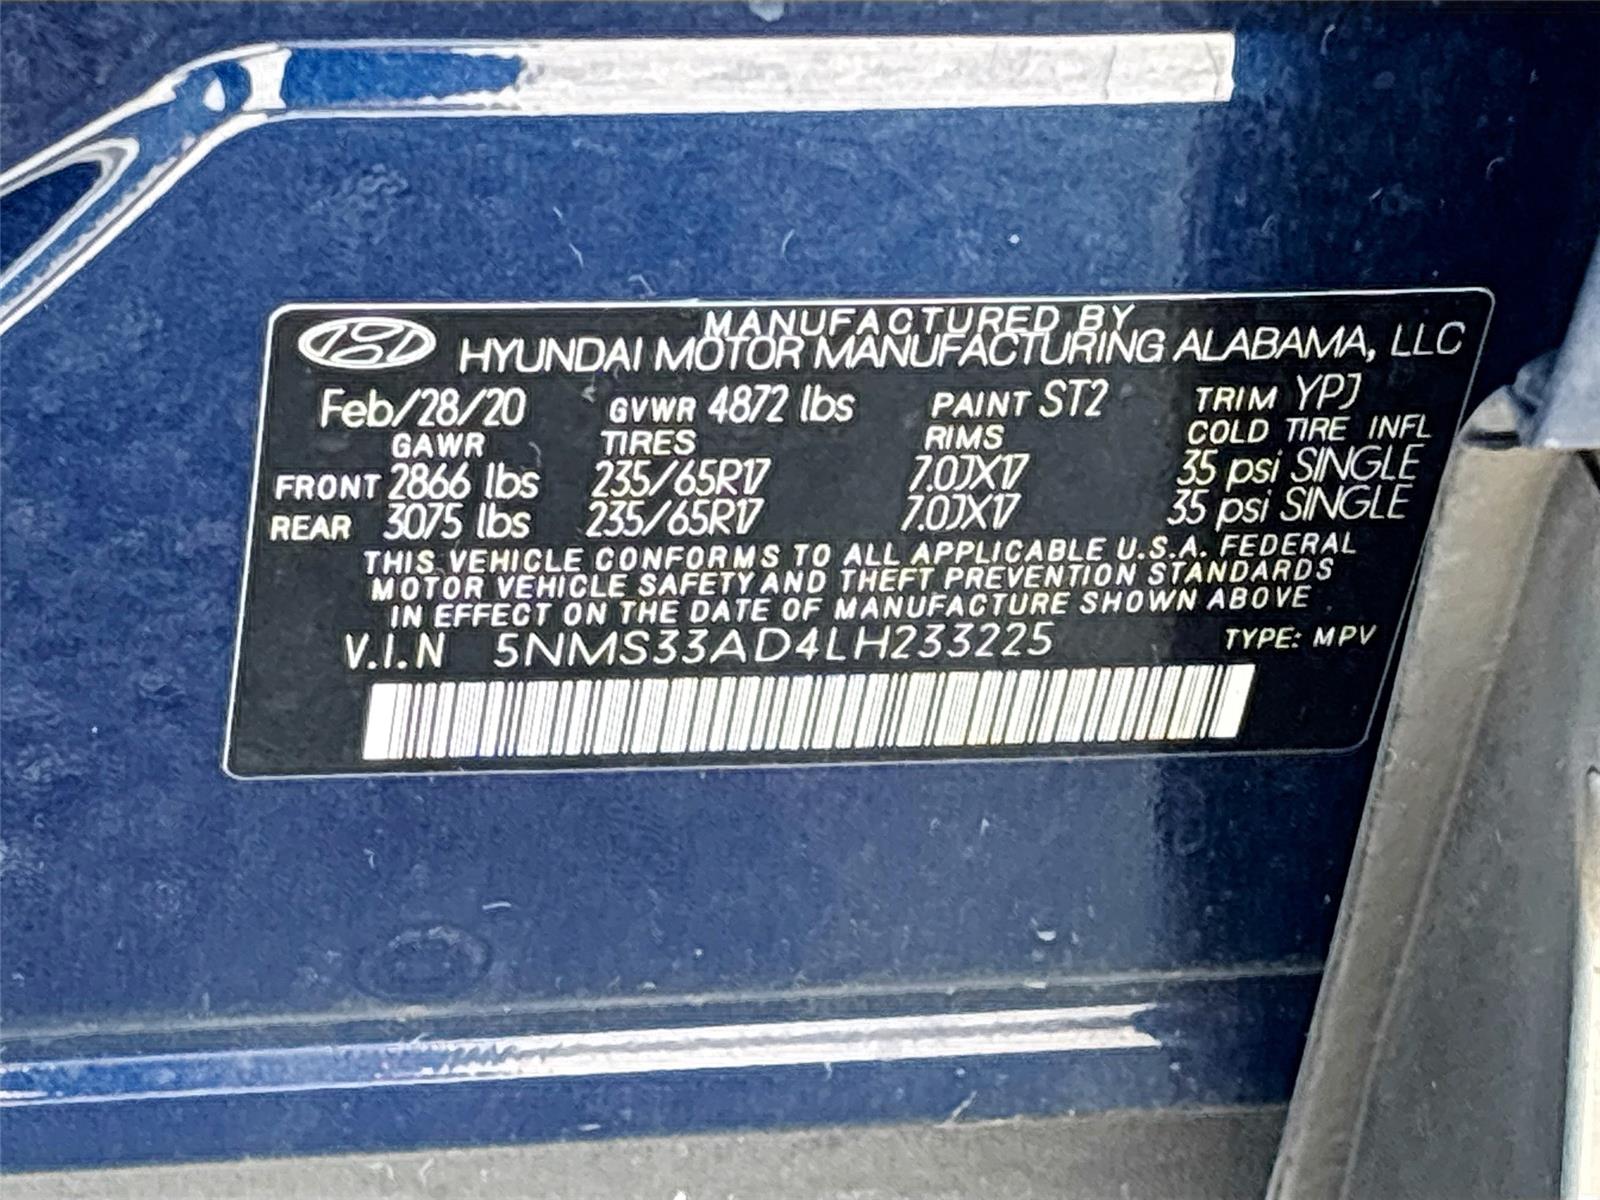 MANUFACTURED BY
HYUNDAI MOTOR MANUFACTURING ALABAMA, LLC
Feb/28/20 GVWR 4872 lbs PAINT ST2 TRIM YPJ
GAWR TIRES RIMS COLD TIRE INFL
FRONT 2866 lbs 235/65R17 7.0JX17 35 psi SINGLE
REAR 3075 lbs 235/65R17 7.0JX17 35 psi SINGLE
THIS VEHICLE CONFORMS TO ALL APPLICABLE U.S.A. FEDERAL
MOTOR VEHICLE SAFETY AND THEFT PREVENTION STANDARDS
IN EFFECT ON THE DATE OF MANUFACTURE SHOWN ABOVE
V.I.N 5NMS33AD4LH233225 TYPE: MPV